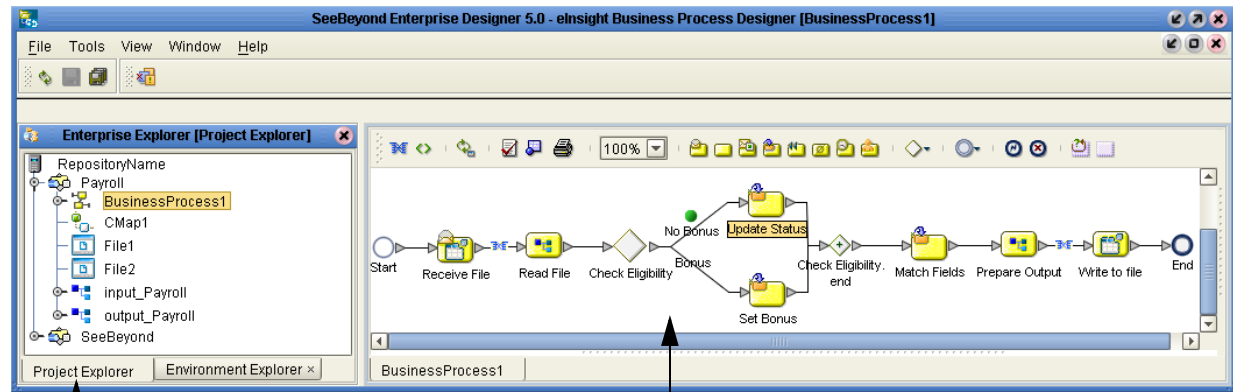 SeeBeyond Enterprise Designer 5.0 - eInsight Business Process Designer [BusinessProcess1]
File Tools View Window Help
Enterprise Explorer [Project Explorer]
100%
RepositoryName
Payroll
BusinessProcess1
CMap1
File1
File2
input_Payroll
output_Payroll
SeeBeyond
Project Explorer
Environment Explorer ×
No Bonus
Update Status
Start
Receive File
Read File
Check Eligibility
Bonus
Check Eligibility.
end
Match Fields
Prepare Output
Write to file
End
Set Bonus
BusinessProcess1